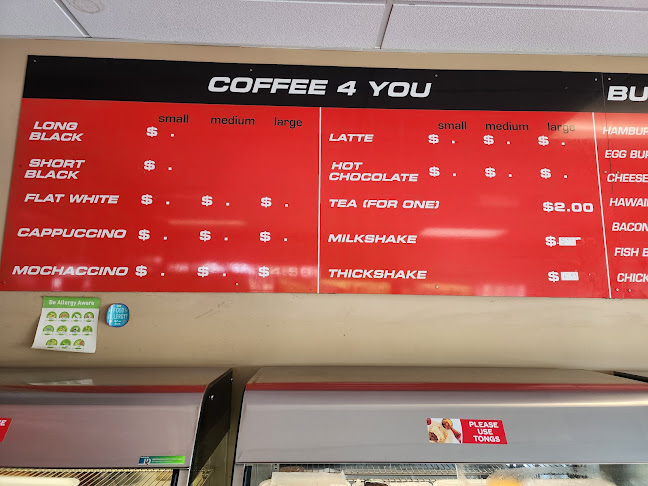 COFFEE 4 YOU
small medium large
LONG BLACK $ .
SHORT BLACK $ .
FLAT WHITE $ . $ . $ .
CAPPUCCINO $ . $ . $ .
MOCHACCINO $ . $ . $ .
small medium large
LATTE $ . $ . $ .
HOT CHOCOLATE $ . $ . $ .
TEA (FOR ONE) $2.00
MILKSHAKE $
THICKSHAKE $
BU
HAMBUR
EGG BUR
CHEESE
HAWAI
BACON
FISH B
CHICK
Be Allergy Aware
PLEASE
USE
TONGS